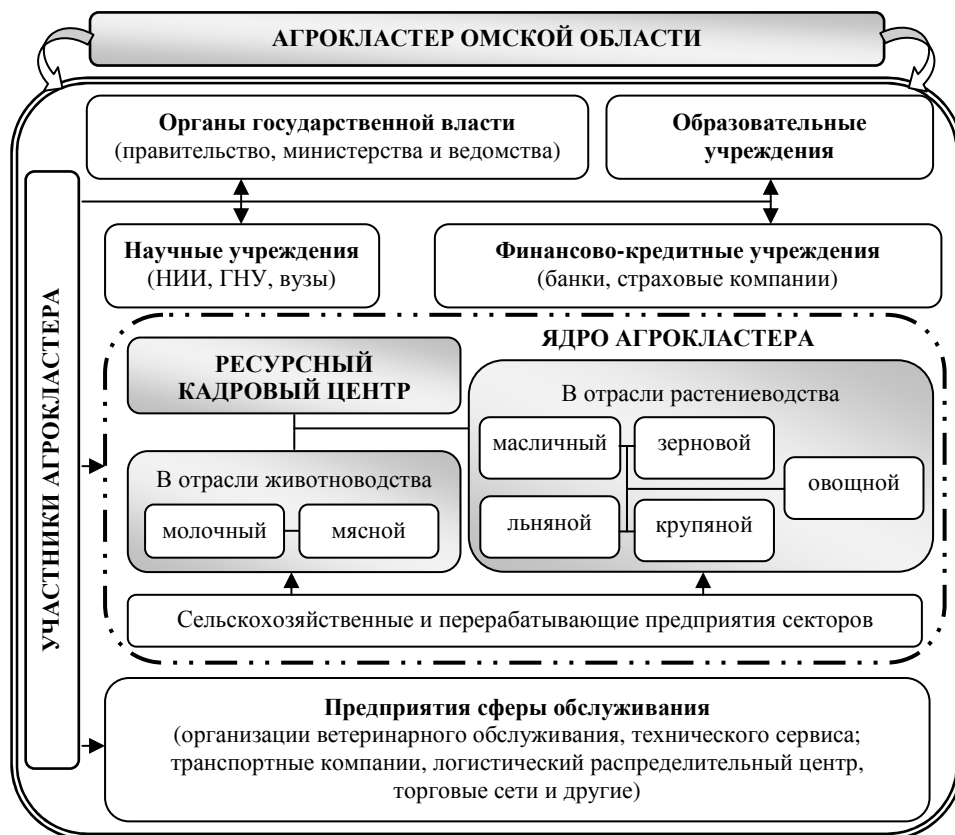 АГРОКЛАСТЕР ОМСКОЙ ОБЛАСТИ
Органы государственной власти
(правительство, министерства и ведомства)
Образовательные
учреждения
УЧАСТНИКИ АГРОКЛАСТЕРА
Научные учреждения
(НИИ, ГНУ, вузы)
Финансово-кредитные учреждения
(банки, страховые компании)
ЯДРО АГРОКЛАСТЕРА
РЕСУРСНЫЙ
КАДРОВЫЙ ЦЕНТР
В отрасли растениеводства
масличный
зерновой
овощной
льняной
крупяной
В отрасли животноводства
молочный
мясной
Сельскохозяйственные и перерабатывающие предприятия секторов
Предприятия сферы обслуживания
(организации ветеринарного обслуживания, технического сервиса;
транспортные компании, логистический распределительный центр,
торговые сети и другие)